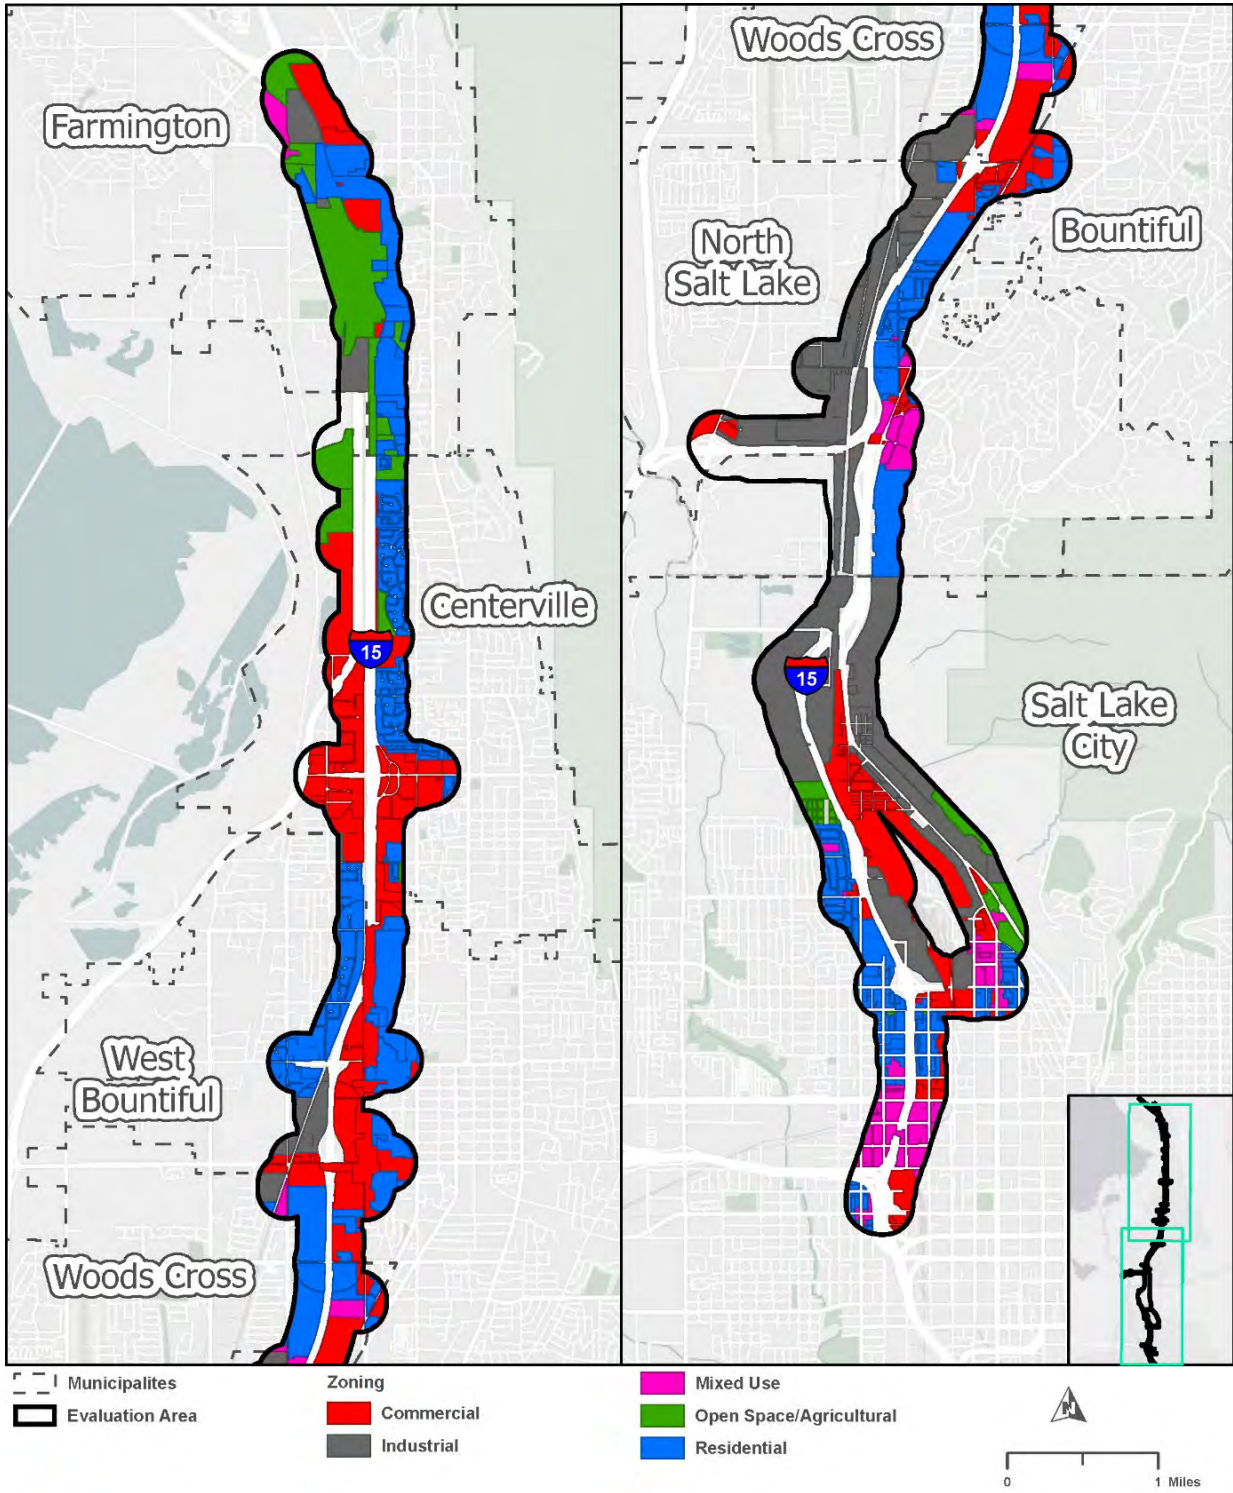 Farmington
Centerville
15
West
Bountiful
Woods Cross
Woods Cross
Bountiful
North
Salt Lake
15
Salt Lake
City
Municipalites
Evaluation Area
Zoning
Commercial
Industrial
Mixed Use
Open Space/Agricultural
Residential
N
0
1 Miles